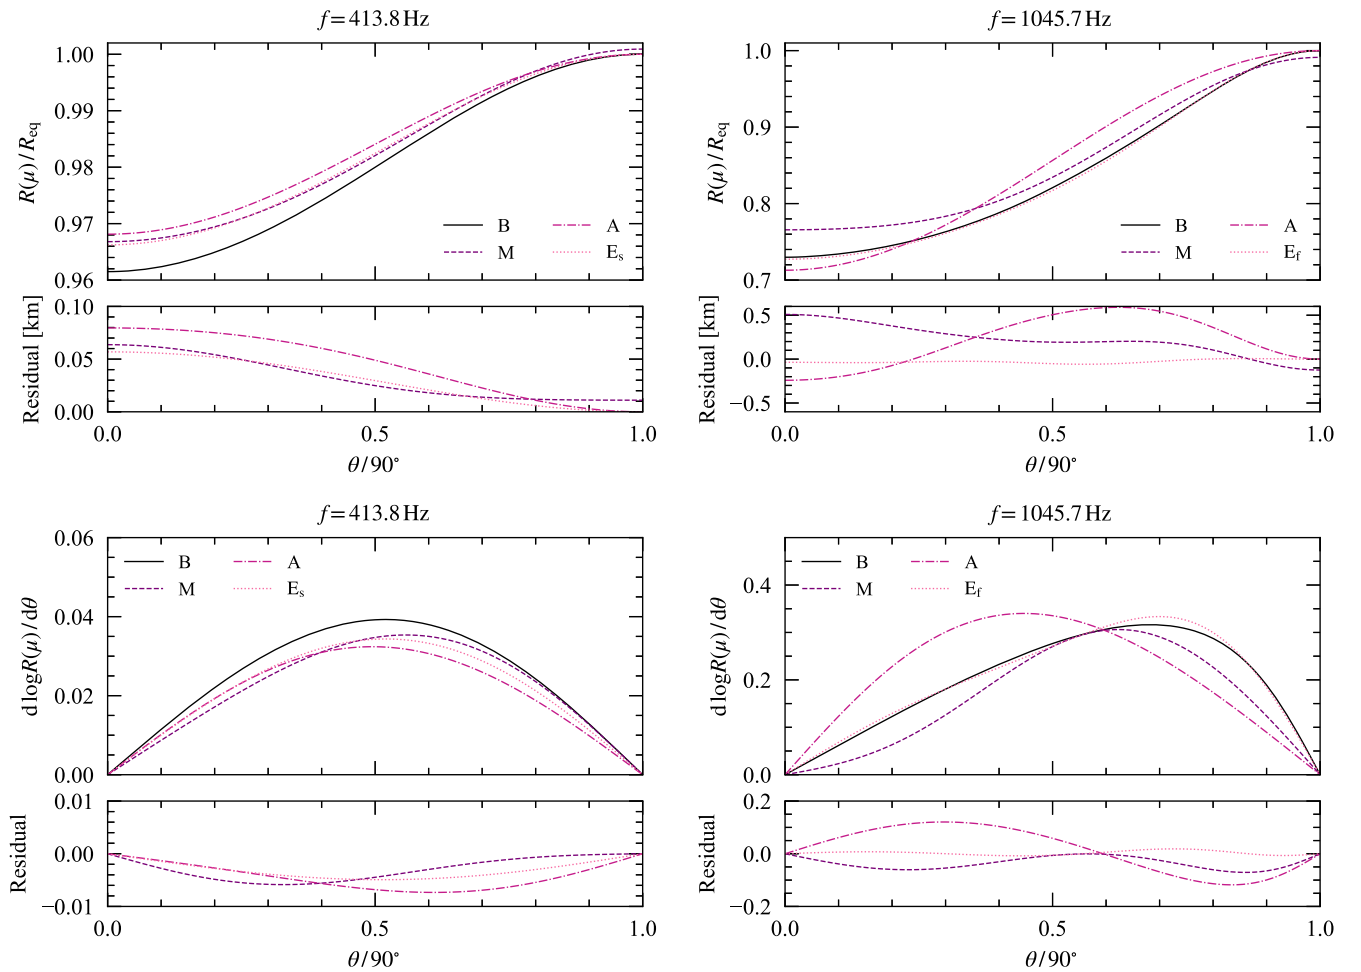 f = 413.8 Hz
R(μ)/R_eq
1.00
0.99
0.98
0.97
0.96
B
M
A
E_s
Residual [km]
0.10
0.05
0.00
0.0
0.5
1.0
θ/90°
f = 1045.7 Hz
R(μ)/R_eq
1.0
0.9
0.8
0.7
B
M
A
E_f
Residual [km]
0.5
0.0
−0.5
0.0
0.5
1.0
θ/90°
f = 413.8 Hz
d log R(μ)/dθ
0.06
0.04
0.02
0.00
B
M
A
E_s
Residual
0.01
0.00
−0.01
0.0
0.5
1.0
θ/90°
f = 1045.7 Hz
d log R(μ)/dθ
0.4
0.2
0.0
B
M
A
E_f
Residual
0.2
0.0
−0.2
0.0
0.5
1.0
θ/90°